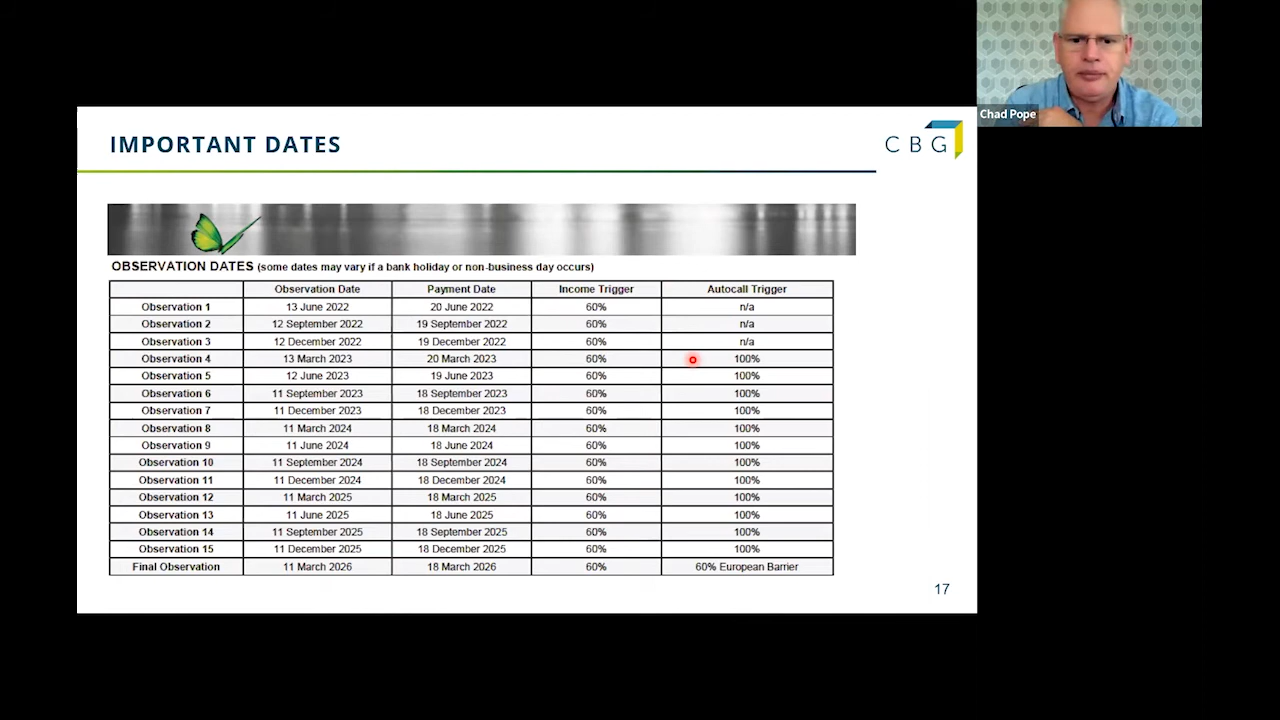 Chad Pope
IMPORTANT DATES
CBG
OBSERVATION DATES (some dates may vary if a bank holiday or non-business day occurs)
Observation Date Payment Date Income Trigger Autocall Trigger
Observation 1 13 June 2022 20 June 2022 60% n/a
Observation 2 12 September 2022 19 September 2022 60% n/a
Observation 3 12 December 2022 19 December 2022 60% n/a
Observation 4 13 March 2023 20 March 2023 60% 100%
Observation 5 12 June 2023 19 June 2023 60% 100%
Observation 6 11 September 2023 18 September 2023 60% 100%
Observation 7 11 December 2023 18 December 2023 60% 100%
Observation 8 11 March 2024 18 March 2024 60% 100%
Observation 9 11 June 2024 18 June 2024 60% 100%
Observation 10 11 September 2024 18 September 2024 60% 100%
Observation 11 11 December 2024 18 December 2024 60% 100%
Observation 12 11 March 2025 18 March 2025 60% 100%
Observation 13 11 June 2025 18 June 2025 60% 100%
Observation 14 11 September 2025 18 September 2025 60% 100%
Observation 15 11 December 2025 18 December 2025 60% 100%
Final Observation 11 March 2026 18 March 2026 60% 60% European Barrier
17